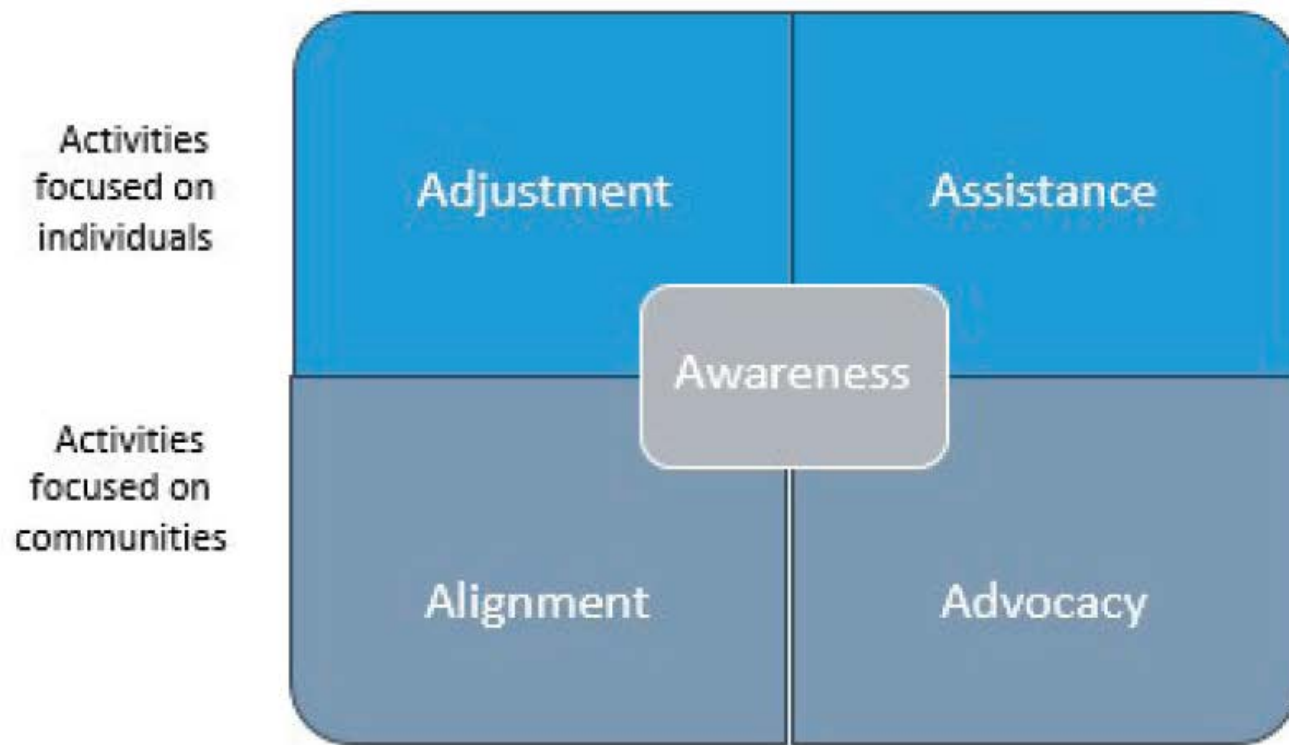 Activities
focused on
individuals
Adjustment
Assistance
Awareness
Activities
focused on
communities
Alignment
Advocacy